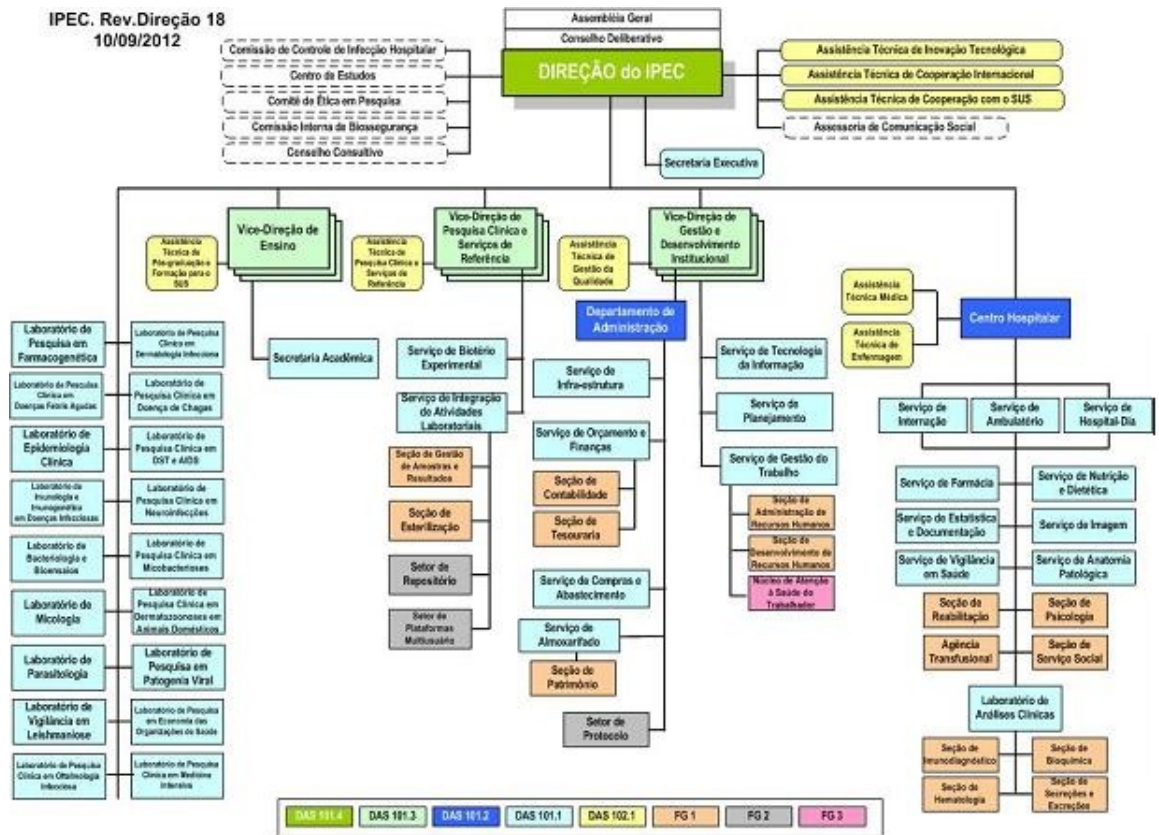 IPEC. Rev.Direção 18
10/09/2012
Assembléia Geral
Conselho Deliberativo
DIREÇÃO do IPEC
Comissão de Controle de Infecção Hospitalar
Centro de Estudos
Comitê de Ética em Pesquisa
Comissão Interna de Biossegurança
Conselho Consultivo
Assistência Técnica de Inovação Tecnológica
Assistência Técnica de Cooperação Internacional
Assistência Técnica de Cooperação com o SUS
Assessoria de Comunicação Social
Secretaria Executiva
Vice-Direção de
Ensino
Assistência
Técnica de
Pós-graduação e
Formação para o
SUS
Secretaria Acadêmica
Vice-Direção de
Pesquisa Clínica e
Serviços de
Referência
Assistência
Técnica de
Pesquisa Clínica e
Serviços de
Referência
Serviço de Biotério
Experimental
Serviço de Integração
de Atividades
Laboratoriais
Seção de Gestão
de Amostras e
Resultados
Seção de
Esterilização
Setor de
Repositório
Setor de
Plataformas
Multiusuário
Vice-Direção de
Gestão e
Desenvolvimento
Institucional
Assistência
Técnica de
Gestão da
Qualidade
Departamento de
Administração
Serviço de
Infra-estrutura
Serviço de Orçamento e
Finanças
Seção de
Contabilidade
Seção de
Tesouraria
Serviço de Compras e
Abastecimento
Serviço de
Almoxarifado
Seção de
Patrimônio
Setor de
Protocolo
Serviço de Tecnologia
da Informação
Serviço de
Planejamento
Serviço de Gestão do
Trabalho
Seção de
Administração de
Recursos Humanos
Seção de
Desenvolvimento de
Recursos Humanos
Núcleo de Atenção
à Saúde do
Trabalhador
Assistência
Técnica Médica
Assistência
Técnica de
Enfermagem
Centro Hospitalar
Serviço de
Internação
Serviço de
Ambulatório
Serviço de
Hospital-Dia
Serviço de Farmácia
Serviço de Nutrição
e Dietética
Serviço de Estatística
e Documentação
Serviço de Imagem
Serviço de Vigilância
em Saúde
Serviço de Anatomia
Patológica
Seção de
Reabilitação
Seção de
Psicologia
Agência
Transfusional
Seção de
Serviço Social
Laboratório de
Análises Clínicas
Seção de
Imunodiagnóstico
Seção de
Bioquímica
Seção de
Hematologia
Seção de
Secreções e
Excreções
Laboratório de
Pesquisa em
Farmacogenética
Laboratório de Pesquisa
Clínica em
Dermatologia Infecciosa
Laboratório de Pesquisa
Clínica em
Doenças Febris Agudas
Laboratório de
Pesquisa Clínica em
Doença de Chagas
Laboratório de
Epidemiologia
Clínica
Laboratório de
Pesquisa Clínica em
DST e AIDS
Laboratório de
Imunologia e
Imunogenética
em Doenças Infecciosas
Laboratório de
Pesquisa Clínica em
Neuroinfecções
Laboratório de
Bacteriologia e
Bioensaios
Laboratório de
Pesquisa Clínica em
Micobacterioses
Laboratório de
Micologia
Laboratório de
Pesquisa Clínica em
Dermatozoonoses em
Animais Domésticos
Laboratório de
Parasitologia
Laboratório de
Pesquisa em
Patogenia Viral
Laboratório de
Vigilância em
Leishmaniose
Laboratório de Pesquisa
em Economia das
Organizações de Saúde
Laboratório de Pesquisa
Clínica em Oftalmologia
Infecciosa
Laboratório de Pesquisa
Clínica em Medicina
Intensiva
DAS 101.4
DAS 101.3
DAS 101.2
DAS 101.1
DAS 102.1
FG 1
FG 2
FG 3